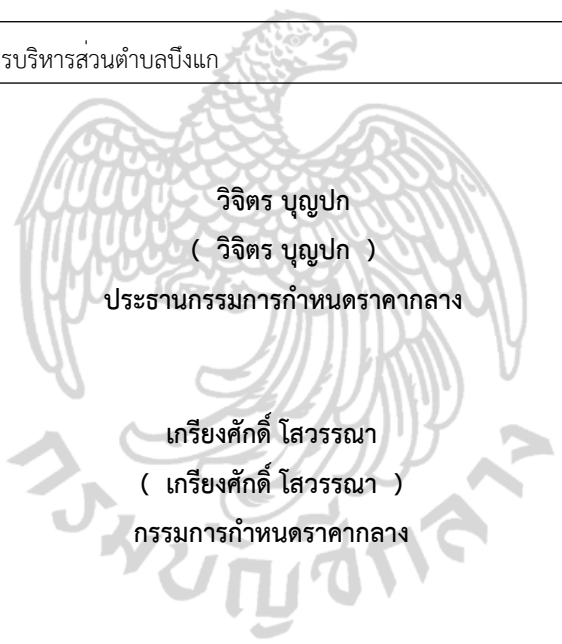 รบริหารส่วนตำบลบึงแก
วิจิตร บุญปก
( วิจิตร บุญปก )
ประธานกรรมการกำหนดราคากลาง
เกรียงศักดิ์ โสวรรณา
( เกรียงศักดิ์ โสวรรณา )
กรรมการกำหนดราคากลาง
กรมบัญชีกลาง